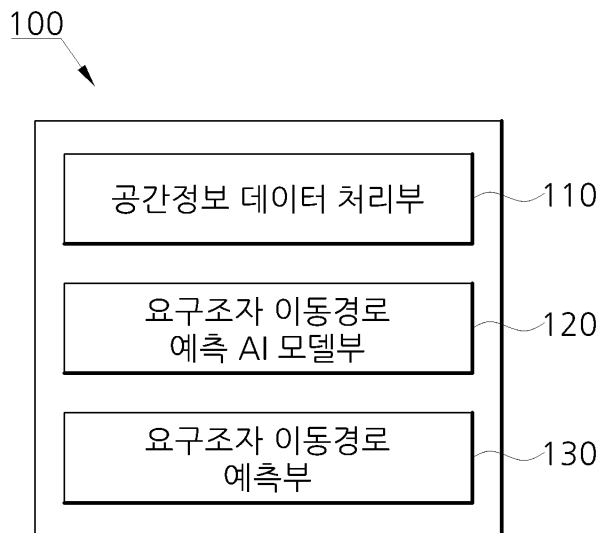 100
공간정보 데이터 처리부
110
요구조자 이동경로
예측 AI 모델부
120
요구조자 이동경로
예측부
130